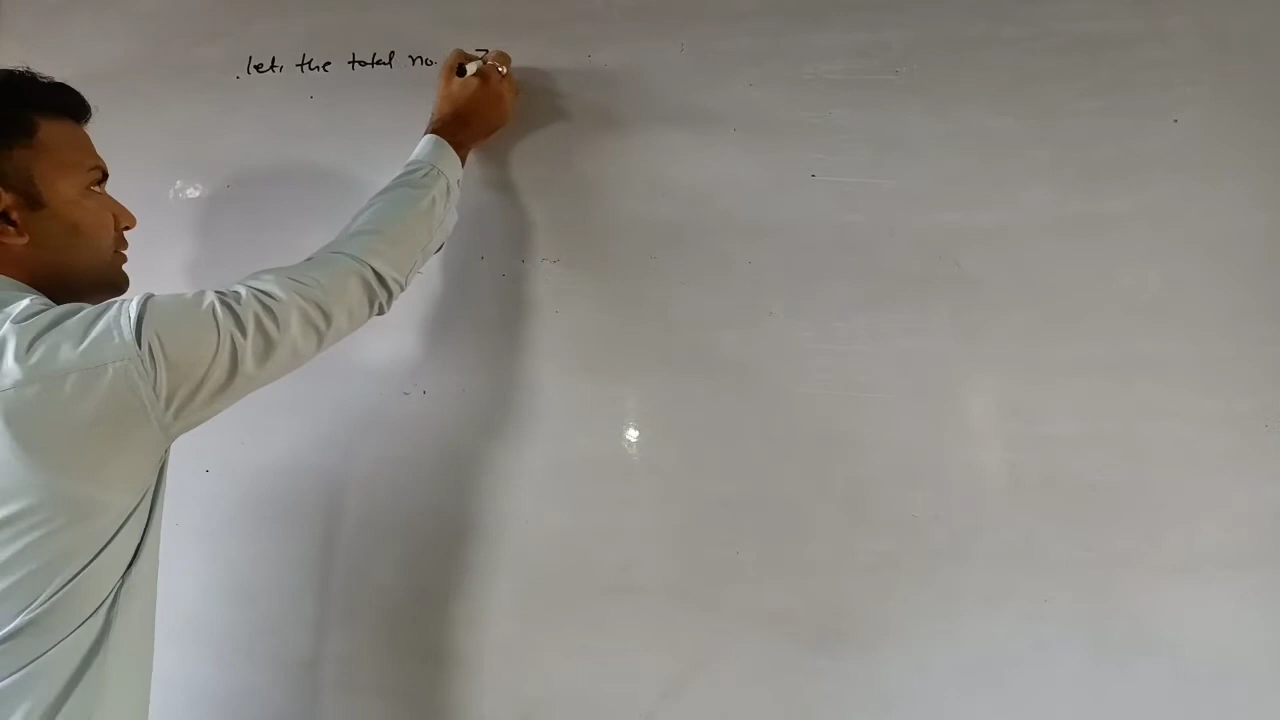 let, the total no.